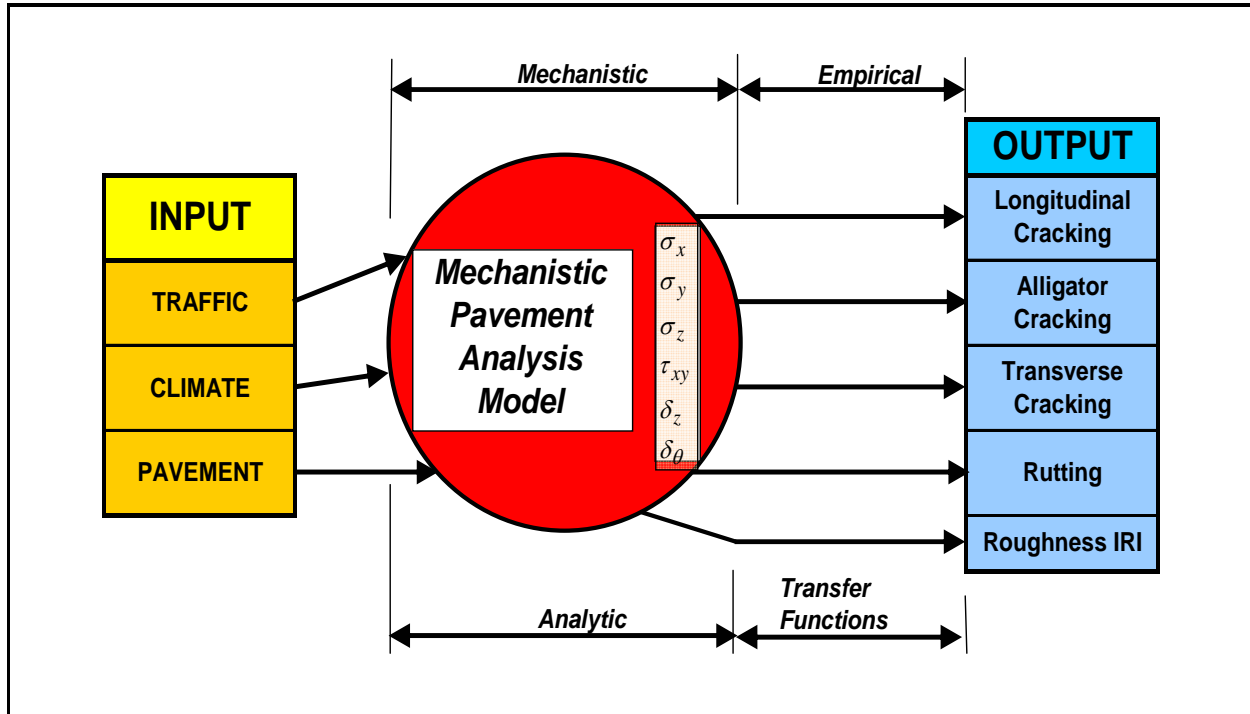 Mechanistic
Empirical
INPUT
TRAFFIC
CLIMATE
PAVEMENT
Mechanistic
Pavement
Analysis
Model
σx
σy
σz
τxy
δz
δθ
OUTPUT
Longitudinal
Cracking
Alligator
Cracking
Transverse
Cracking
Rutting
Roughness IRI
Analytic
Transfer
Functions